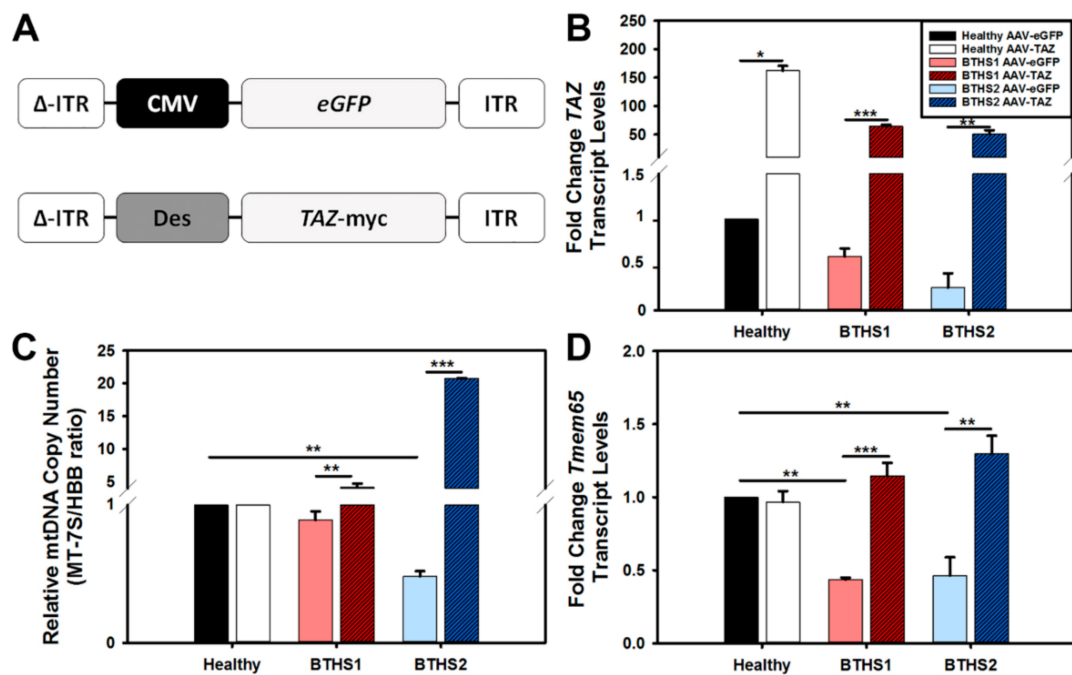 A
Δ-ITR CMV eGFP ITR
Δ-ITR Des TAZ-myc ITR
B
Fold Change TAZ
Transcript Levels
250
200
150
100
50
1.5
1
0.5
0
Healthy AAV-eGFP
Healthy AAV-TAZ
BTHS1 AAV-eGFP
BTHS1 AAV-TAZ
BTHS2 AAV-eGFP
BTHS2 AAV-TAZ
* *** **
Healthy BTHS1 BTHS2
C
Relative mtDNA Copy Number
(MT-7S/HBB ratio)
25
20
15
10
5
1
0
***
**
**
Healthy BTHS1 BTHS2
D
Fold Change Tmem65
Transcript Levels
2.0
1.5
1.0
0.5
0.0
**
**
***
**
Healthy BTHS1 BTHS2